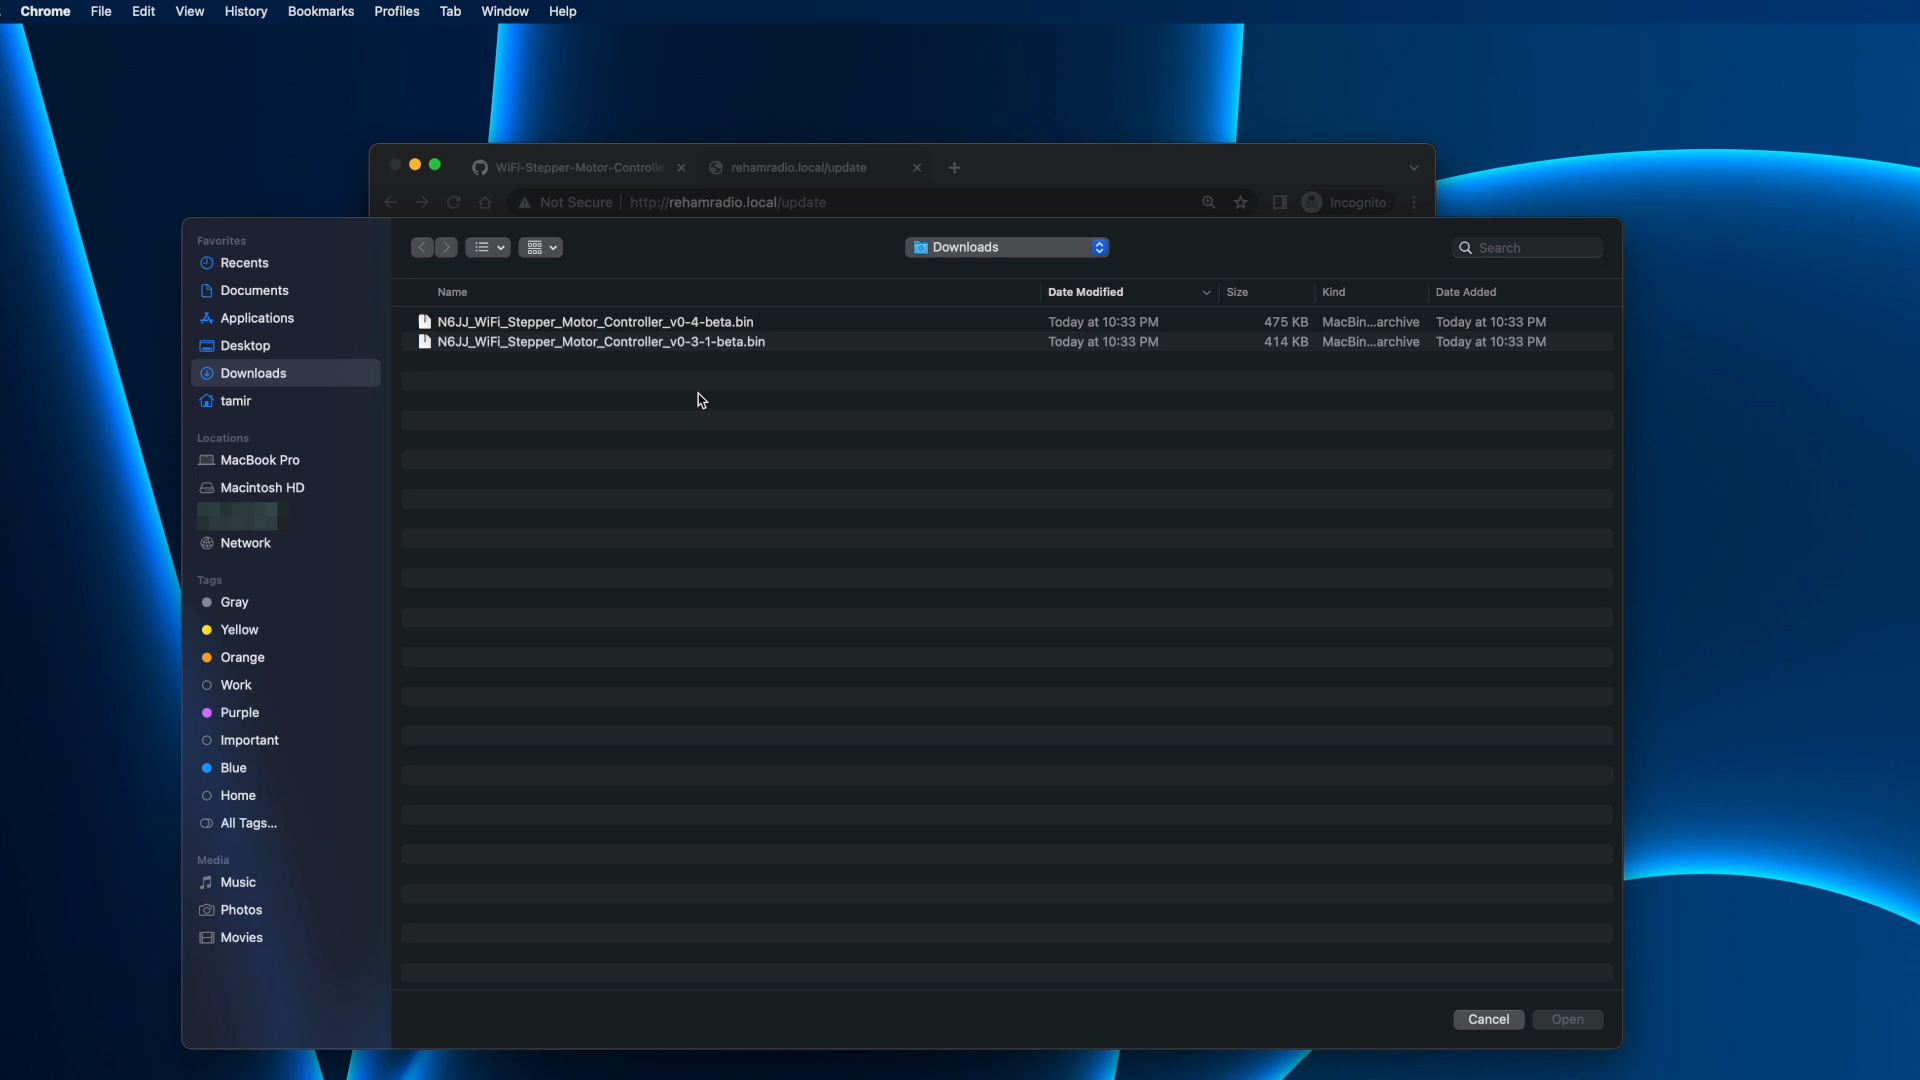 Chrome File Edit View History Bookmarks Profiles Tab Window Help
WiFi-Stepper-Motor-Controlle
rehamradio.local/update
Not Secure http://rehamradio.local/update
Incognito
Favorites
Recents
Documents
Applications
Desktop
Downloads
tamir
Locations
MacBook Pro
Macintosh HD
Network
Tags
Gray
Yellow
Orange
Work
Purple
Important
Blue
Home
All Tags...
Media
Music
Photos
Movies
Downloads
Search
Name Date Modified Size Kind Date Added
N6JJ_WiFi_Stepper_Motor_Controller_v0-4-beta.bin Today at 10:33 PM 475 KB MacBin...archive Today at 10:33 PM
N6JJ_WiFi_Stepper_Motor_Controller_v0-3-1-beta.bin Today at 10:33 PM 414 KB MacBin...archive Today at 10:33 PM
Cancel Open